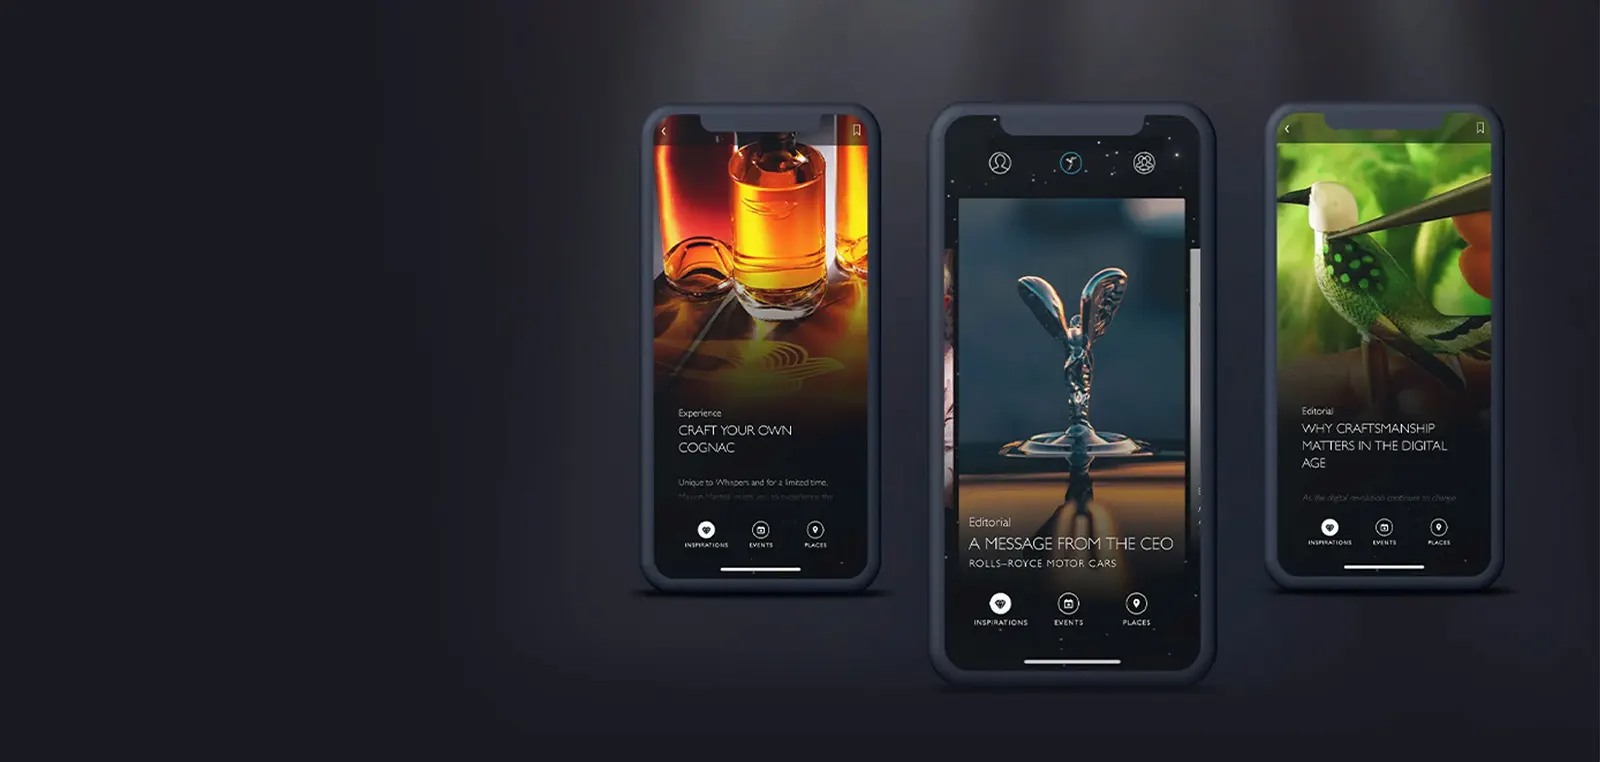 Experience
CRAFT YOUR OWN
COGNAC
Unique to Whispers and for a limited time,
INSPIRATIONS
EVENTS
PLACES
Editorial
A MESSAGE FROM THE CEO
ROLLS-ROYCE MOTOR CARS
INSPIRATIONS
EVENTS
PLACES
Editorial
WHY CRAFTSMANSHIP
MATTERS IN THE DIGITAL
AGE
As the digital revolution continues to change
INSPIRATIONS
EVENTS
PLACES